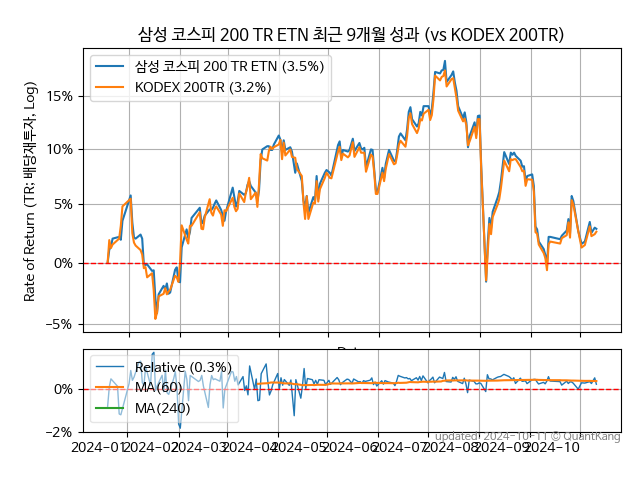 삼성 코스피 200 TR ETN 최근 9개월 성과 (vs KODEX 200TR)
Rate of Return (TR: 배당재투자, Log)
삼성 코스피 200 TR ETN (3.5%)
KODEX 200TR (3.2%)
15%
10%
5%
0%
−5%
Relative (0.3%)
MA(60)
MA(240)
0%
−2%
2024−01
2024−02
2024−03
2024−04
2024−05
2024−06
2024−07
2024−08
2024−09
2024−10
updated: 2024-10-11 © QuantKang